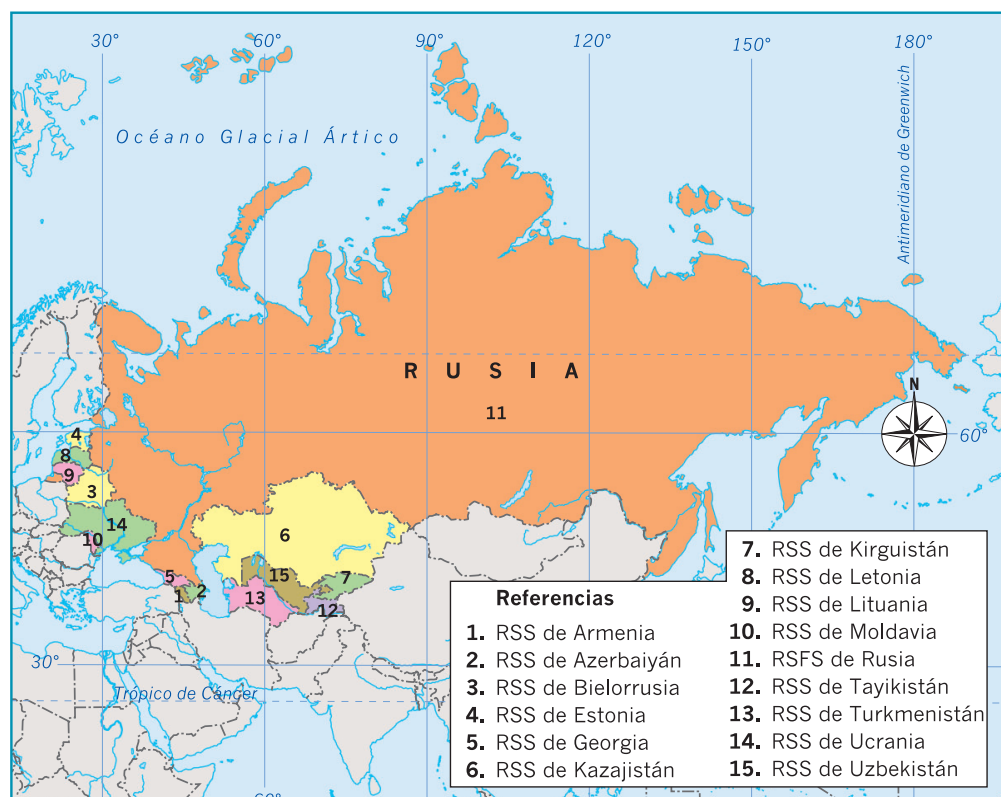 30° 60° 90° 120° 150° 180°
Océano Glacial Ártico
Antimeridiano de Greenwich
R U S I A
11
N
60°
4
8
9
3
14
10
6
5
1
2
15
7
13
12
30°
Trópico de Cáncer
60°
Referencias
1. RSS de Armenia
2. RSS de Azerbaiyán
3. RSS de Bielorrusia
4. RSS de Estonia
5. RSS de Georgia
6. RSS de Kazajistán
7. RSS de Kirguistán
8. RSS de Letonia
9. RSS de Lituania
10. RSS de Moldavia
11. RSFS de Rusia
12. RSS de Tayikistán
13. RSS de Turkmenistán
14. RSS de Ucrania
15. RSS de Uzbekistán